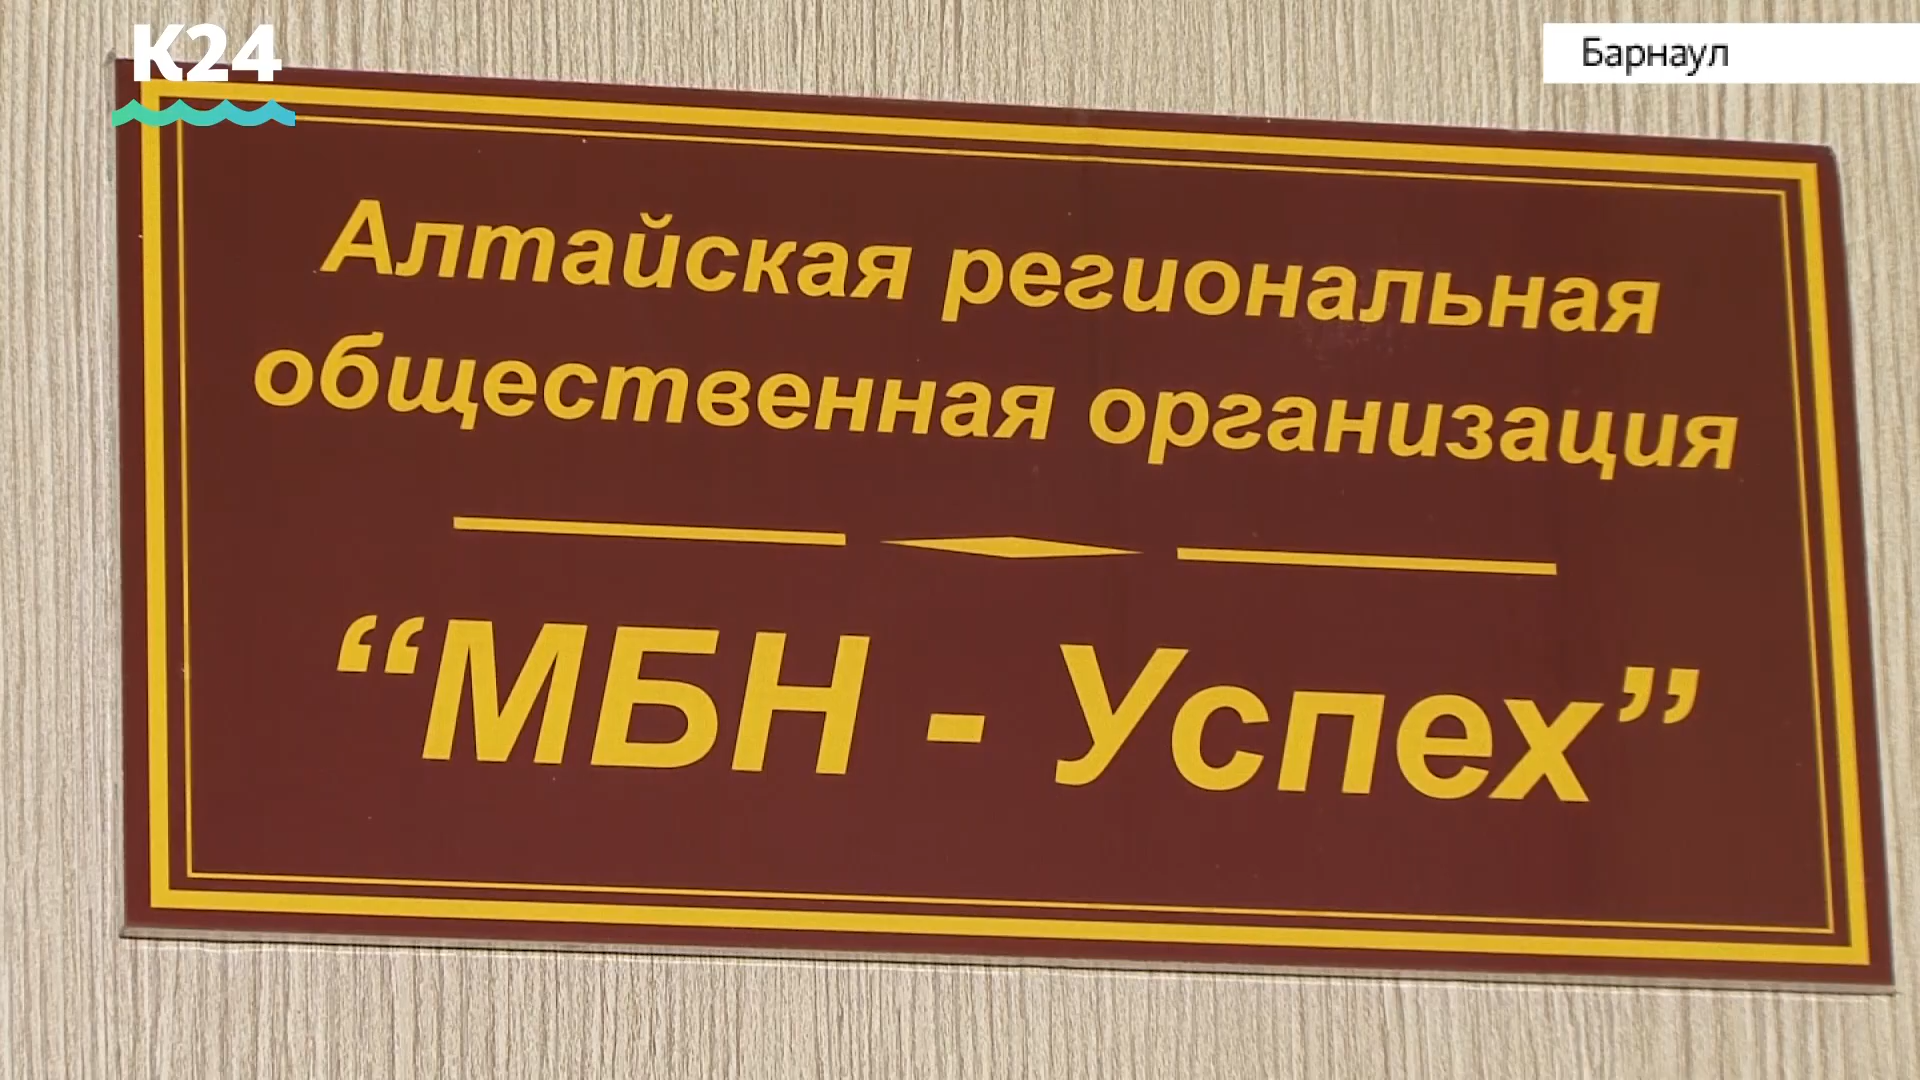 К24
Барнаул
Алтайская региональная
общественная организация
“МБН - Успех”